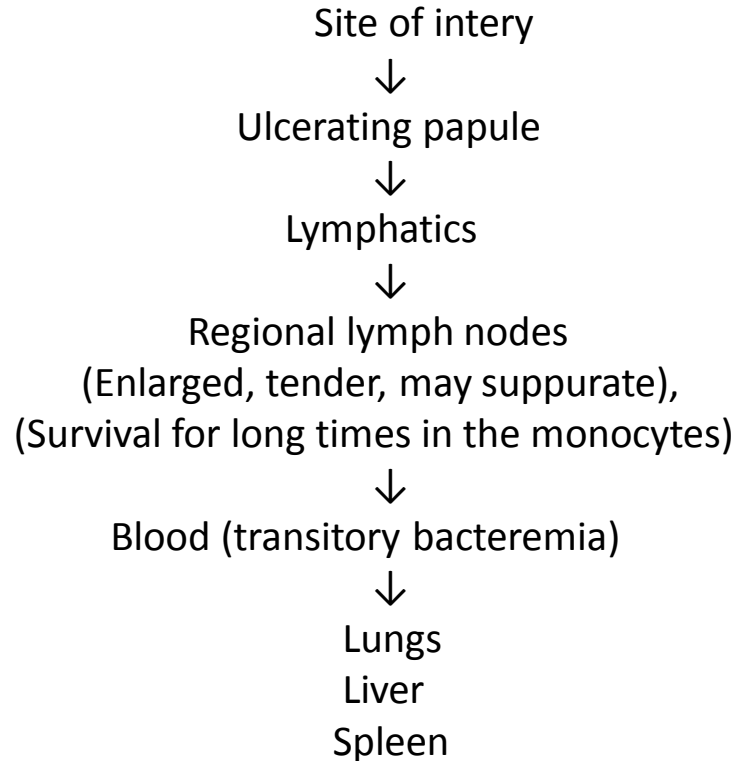 Site of intery
↓
Ulcerating papule
↓
Lymphatics
↓
Regional lymph nodes
(Enlarged, tender, may suppurate),
(Survival for long times in the monocytes)
↓
Blood (transitory bacteremia)
↓
Lungs
Liver
Spleen